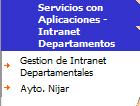 Servicios con
Aplicaciones -
Intranet
Departamentos
Gestion de Intranet
Departamentales
Ayto. Nijar